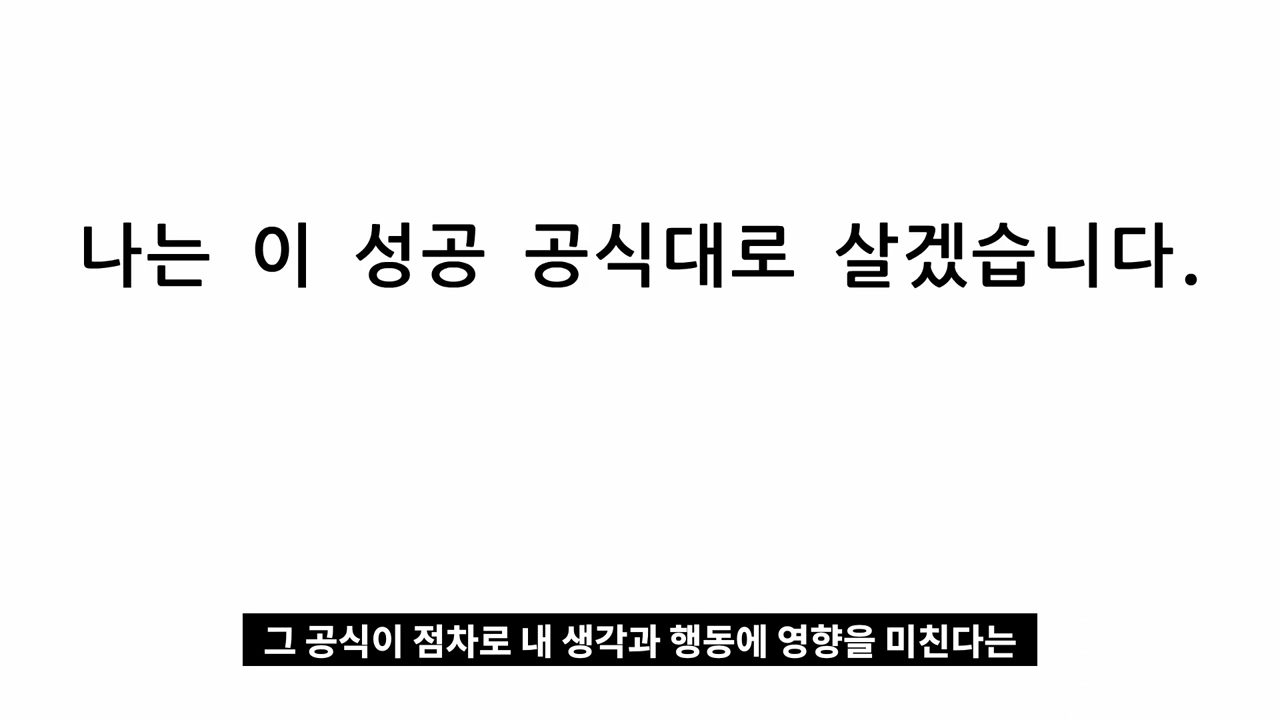 나는 이 성공 공식대로 살겠습니다.
그 공식이 점차로 내 생각과 행동에 영향을 미친다는